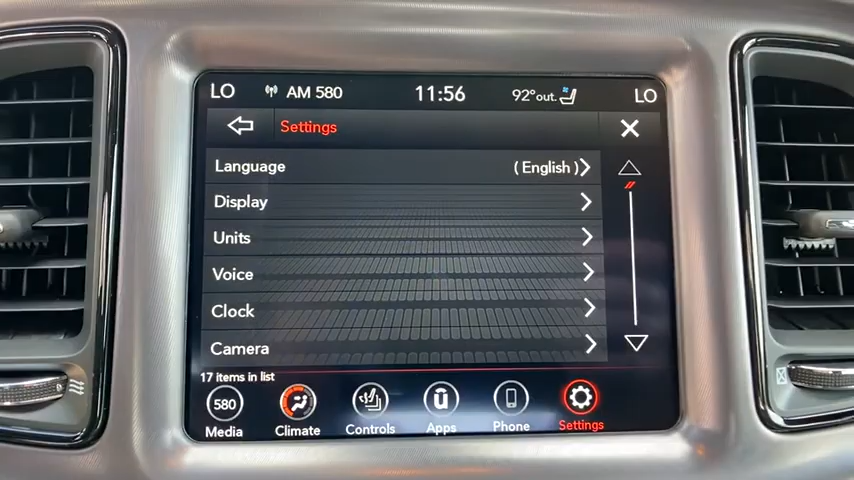 LO AM 580 11:56 92°out. LO
Settings
Language (English)
Display
Units
Voice
Clock
Camera
17 items in list
580
Media Climate Controls Apps Phone Settings